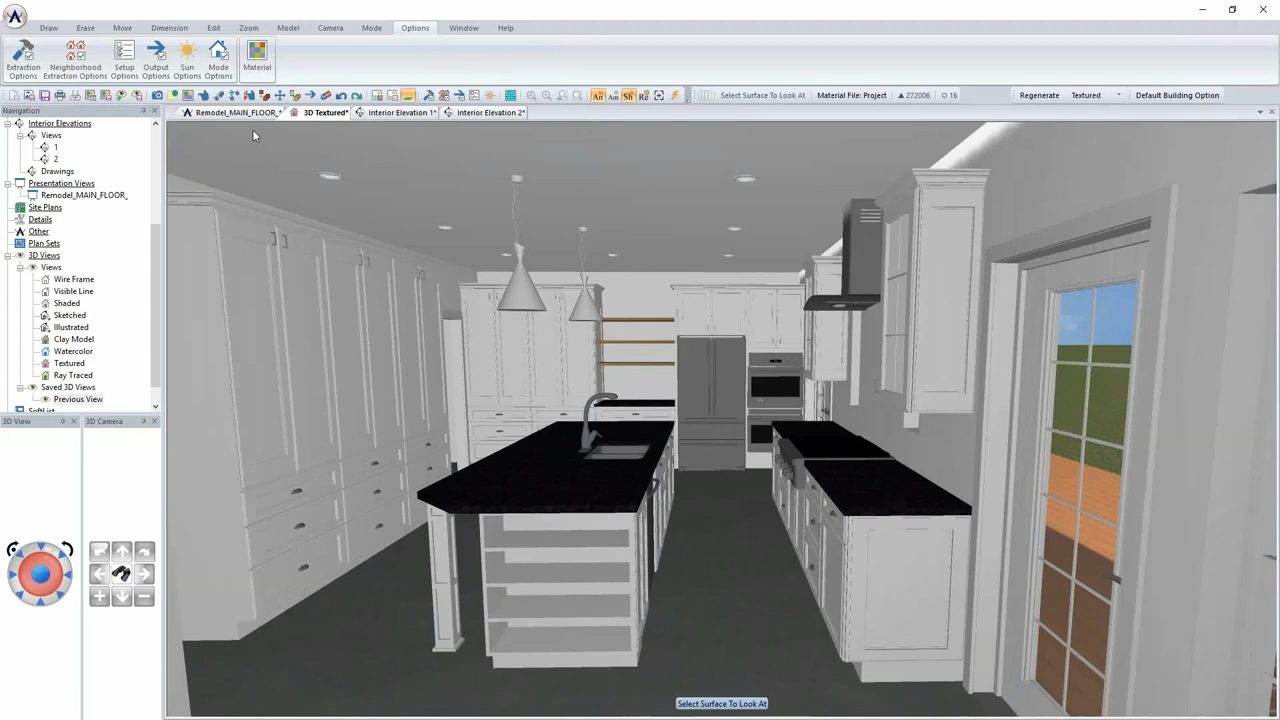 Draw Erase Move Dimension Edit Zoom Model Camera Mode Options Window Help
Extraction Options
Neighborhood Extraction Options
Setup Options
Output Options
Sun Options
Mode Options
Material
An An Sh R
Select Surface To Look At Material File: Project 272006 16 Regenerate Textured Default Building Option
Navigation
Remodel_MAIN_FLOOR_* 3D Textured* Interior Elevation 1* Interior Elevation 2*
Interior Elevations
Views
1
2
Drawings
Presentation Views
Remodel_MAIN_FLOOR_
Site Plans
Details
Other
Plan Sets
3D Views
Views
Wire Frame
Visible Line
Shaded
Sketched
Illustrated
Clay Model
Watercolor
Textured
Ray Traced
Saved 3D Views
Previous View
3D View 3D Camera
Select Surface To Look At